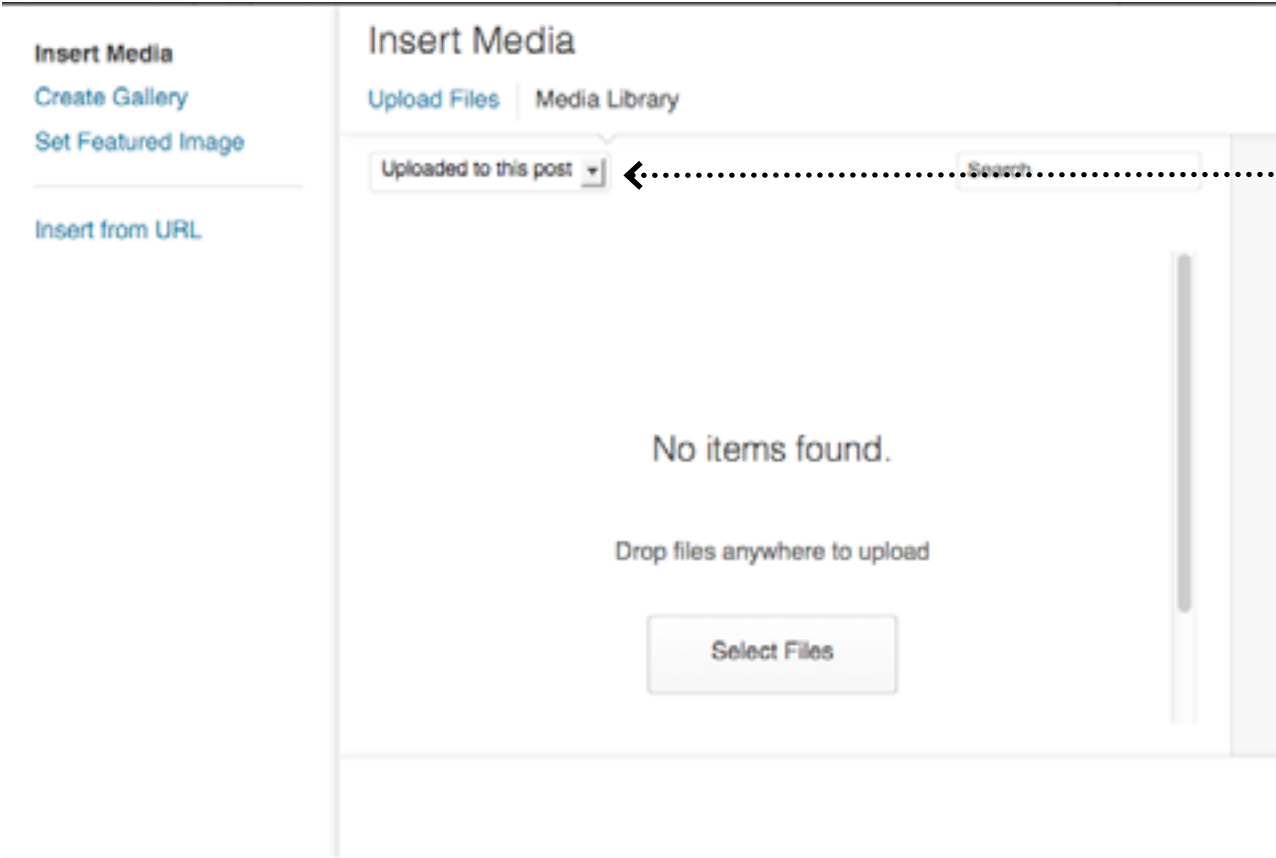 Insert Media
Create Gallery
Set Featured Image
Insert from URL
Insert Media
Upload Files
Media Library
Uploaded to this post
Search
No items found.
Drop files anywhere to upload
Select Files